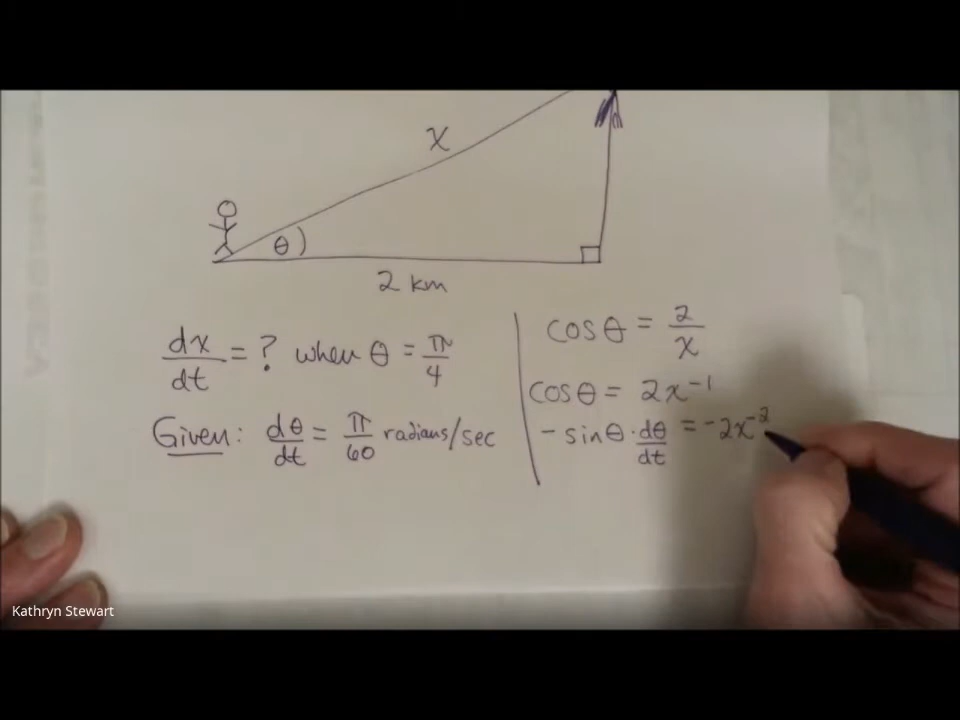 x
θ
2 km
dx/dt = ? when θ = π/4
Given: dθ/dt = π/60 radians/sec
cos θ = 2/x
cos θ = 2x⁻¹
- sin θ · dθ/dt = -2x⁻²
Kathryn Stewart